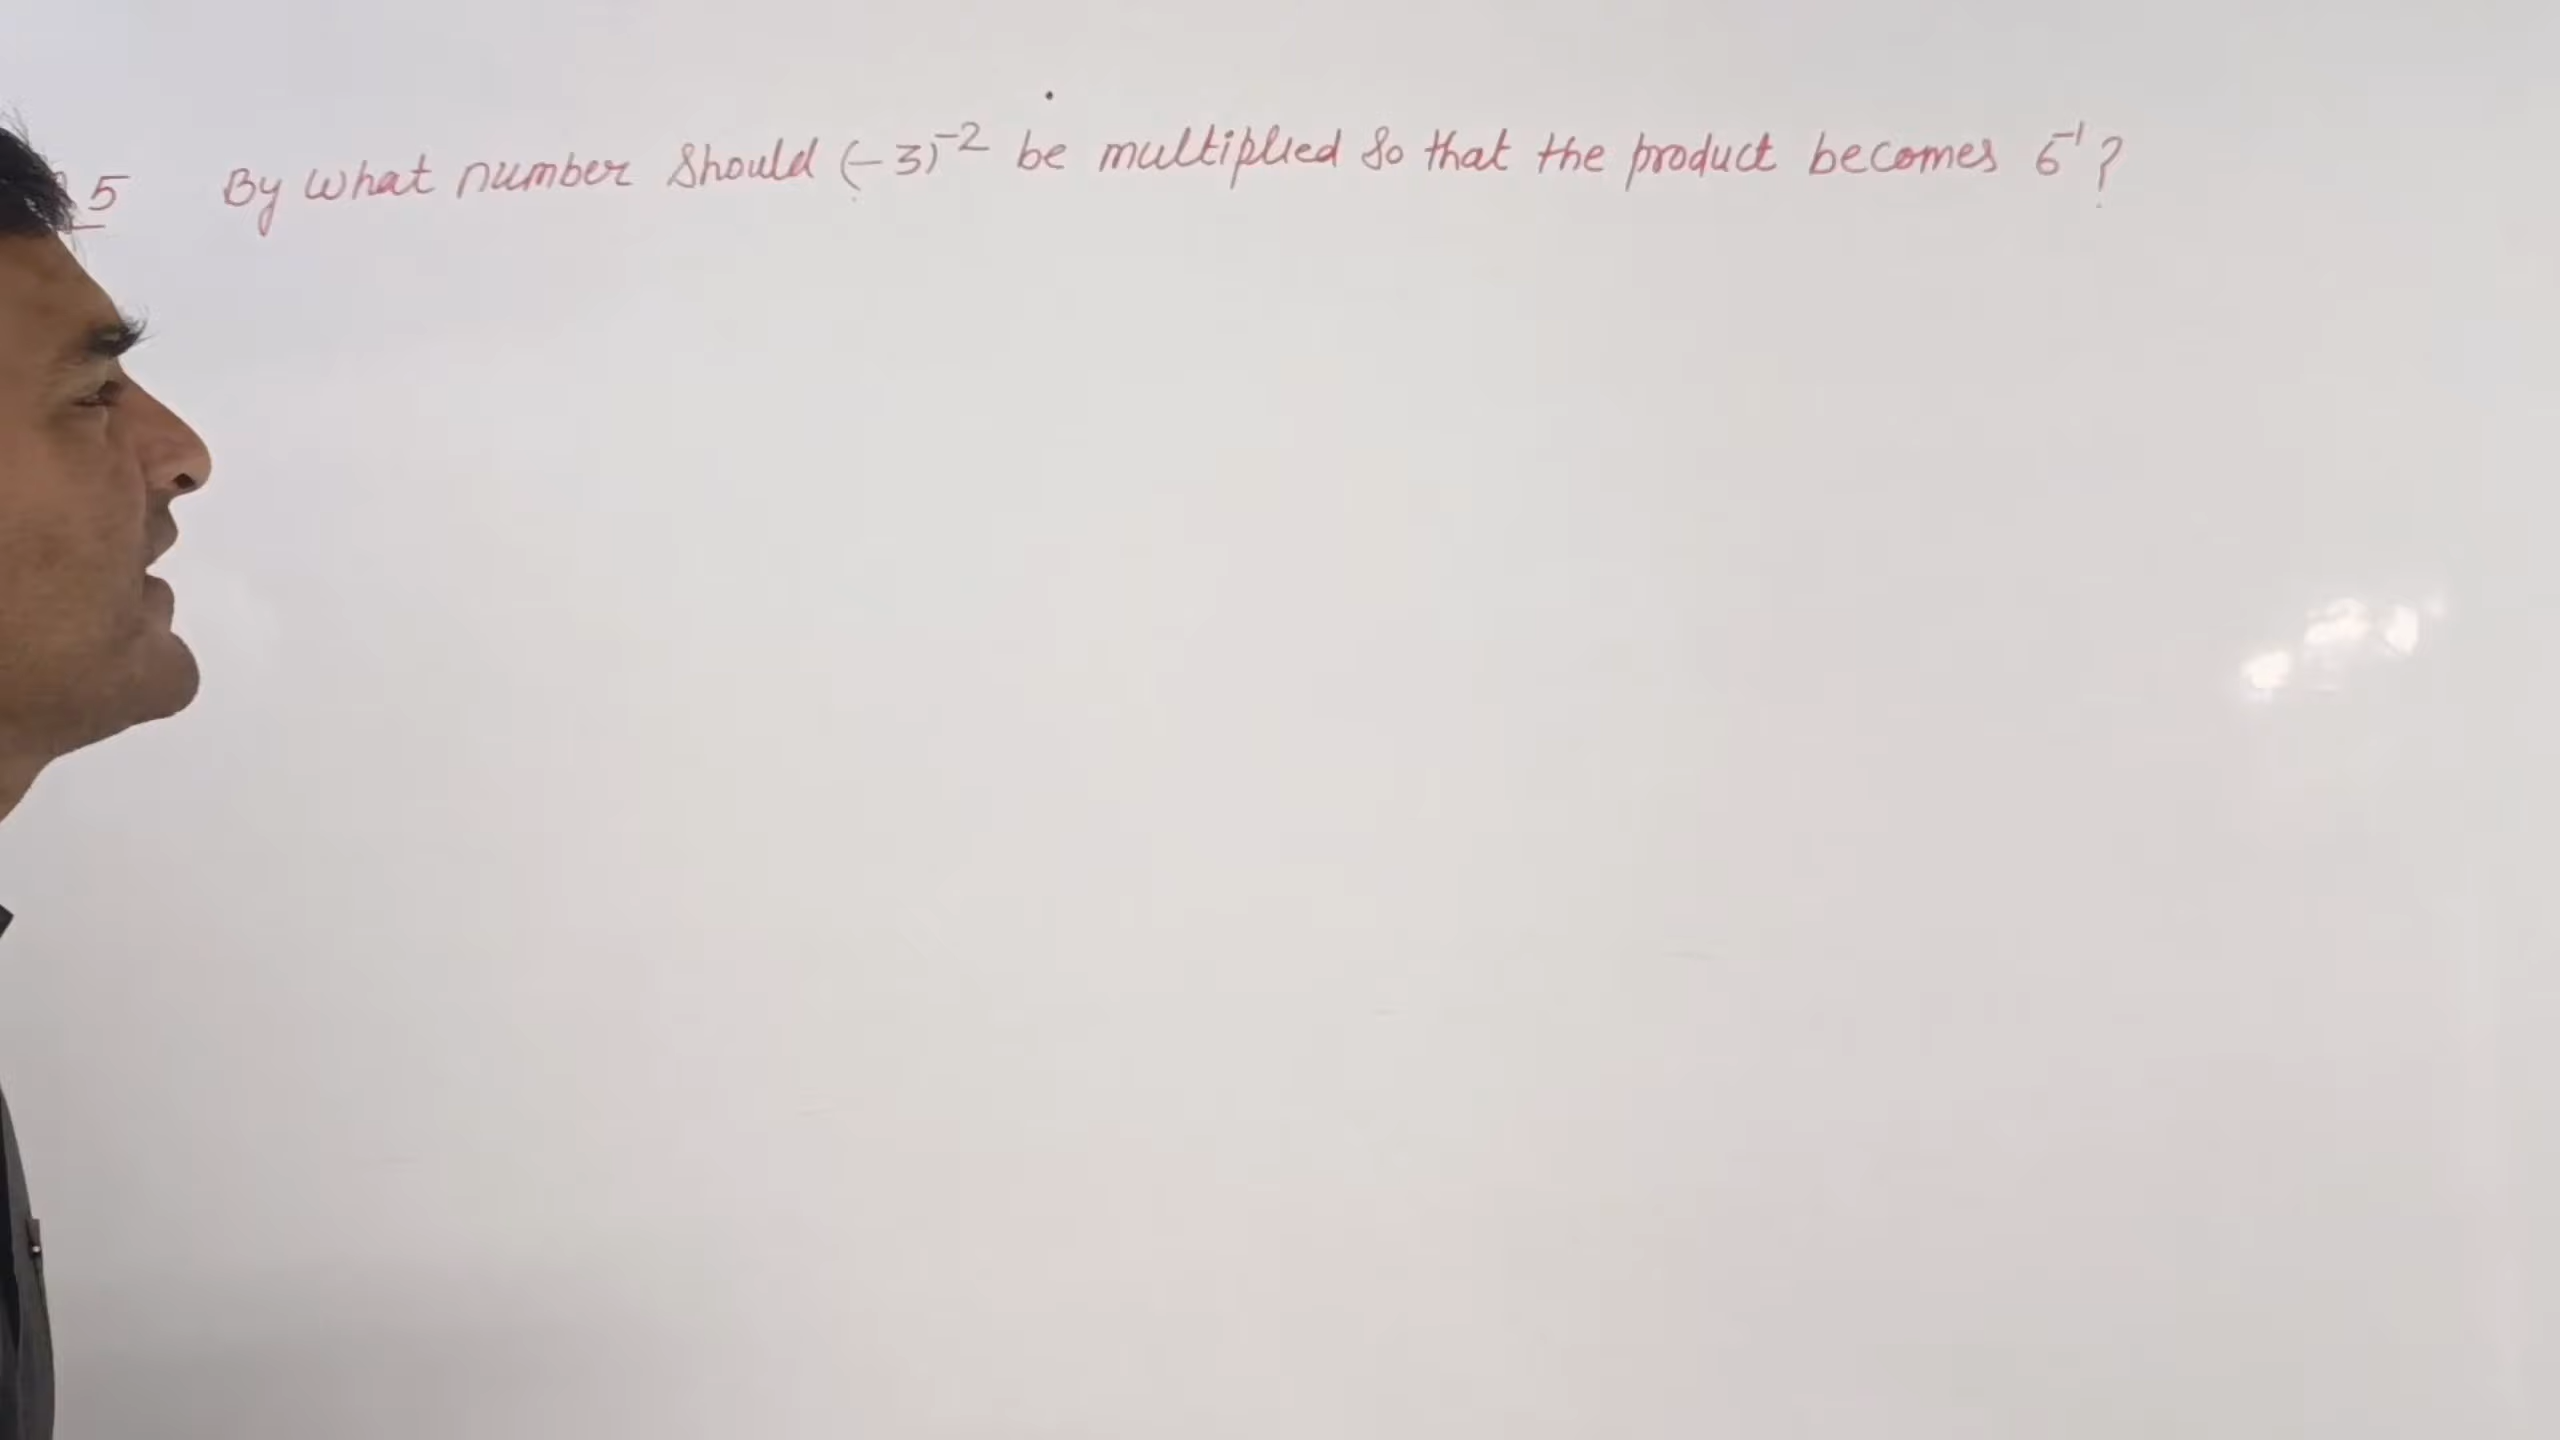 5 By what number should (-3)⁻² be multiplied so that the product becomes 6⁻¹?